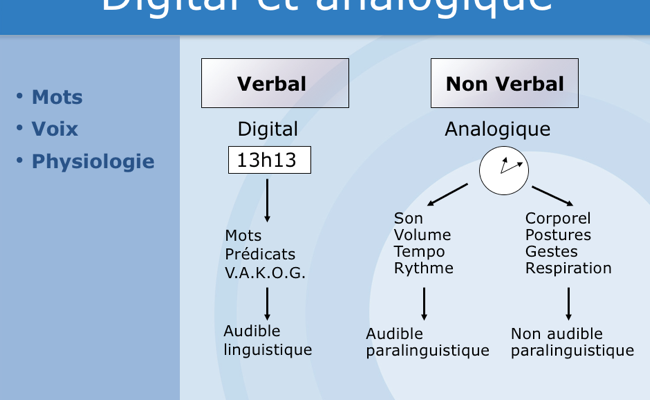 Digital et analogique
• Mots
• Voix
• Physiologie
Verbal
Non Verbal
Digital
Analogique
13h13
Mots
Prédicats
V.A.K.O.G.
Son
Volume
Tempo
Rythme
Corporel
Postures
Gestes
Respiration
Audible
linguistique
Audible
paralinguistique
Non audible
paralinguistique